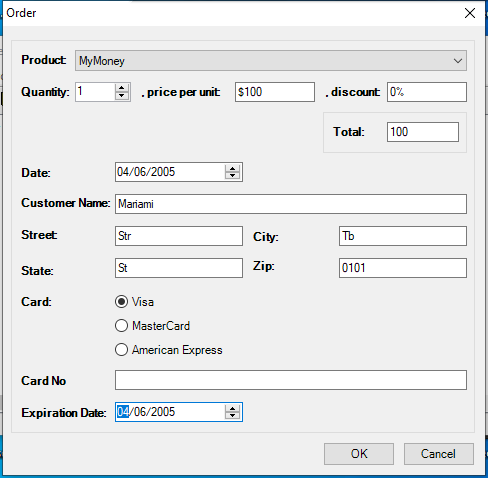 Order
Product: MyMoney
Quantity: 1 , price per unit: $100 , discount: 0%
Total: 100
Date: 04/06/2005
Customer Name: Mariami
Street: Str City: Tb
State: St Zip: 0101
Card: Visa
MasterCard
American Express
Card No
Expiration Date: 04/06/2005
OK Cancel